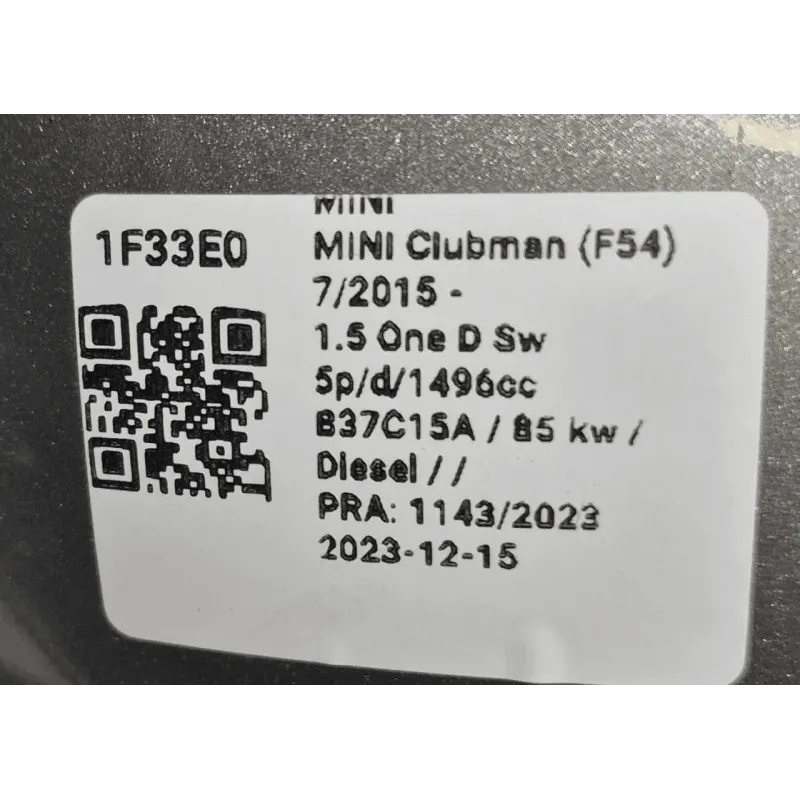 MINI
1F33E0
MINI Clubman (F54)
7/2015 -
1.5 One D Sw
5p/d/1496cc
B37C15A / 85 kw /
Diesel / /
PRA: 1143/2023
2023-12-15